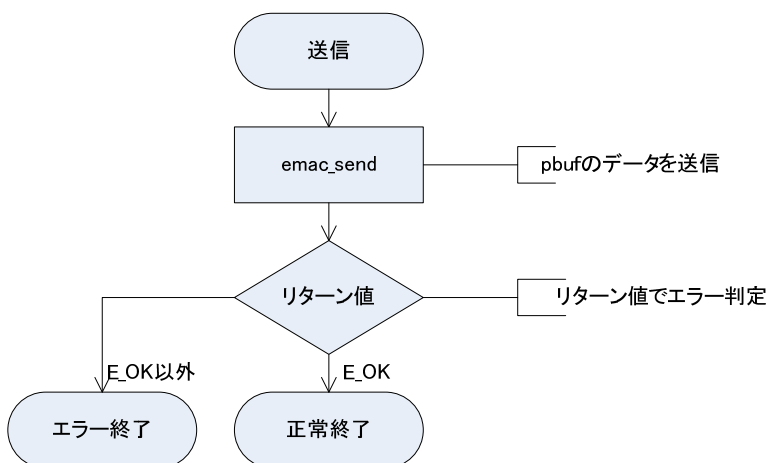 送信
emac_send
pbufのデータを送信
リターン値
リターン値でエラー判定
E_OK以外
E_OK
エラー終了
正常終了